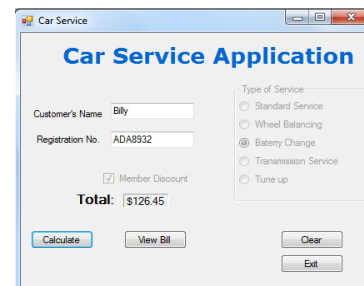 Car Service
Car Service Application
Type of Service
Customer's Name Billy
Standard Service
Wheel Balancing
Registration No. ADA8932
Baterry Change
Transmission Service
Member Discount
Tune up
Total: $126.45
Calculate
View Bill
Clear
Exit